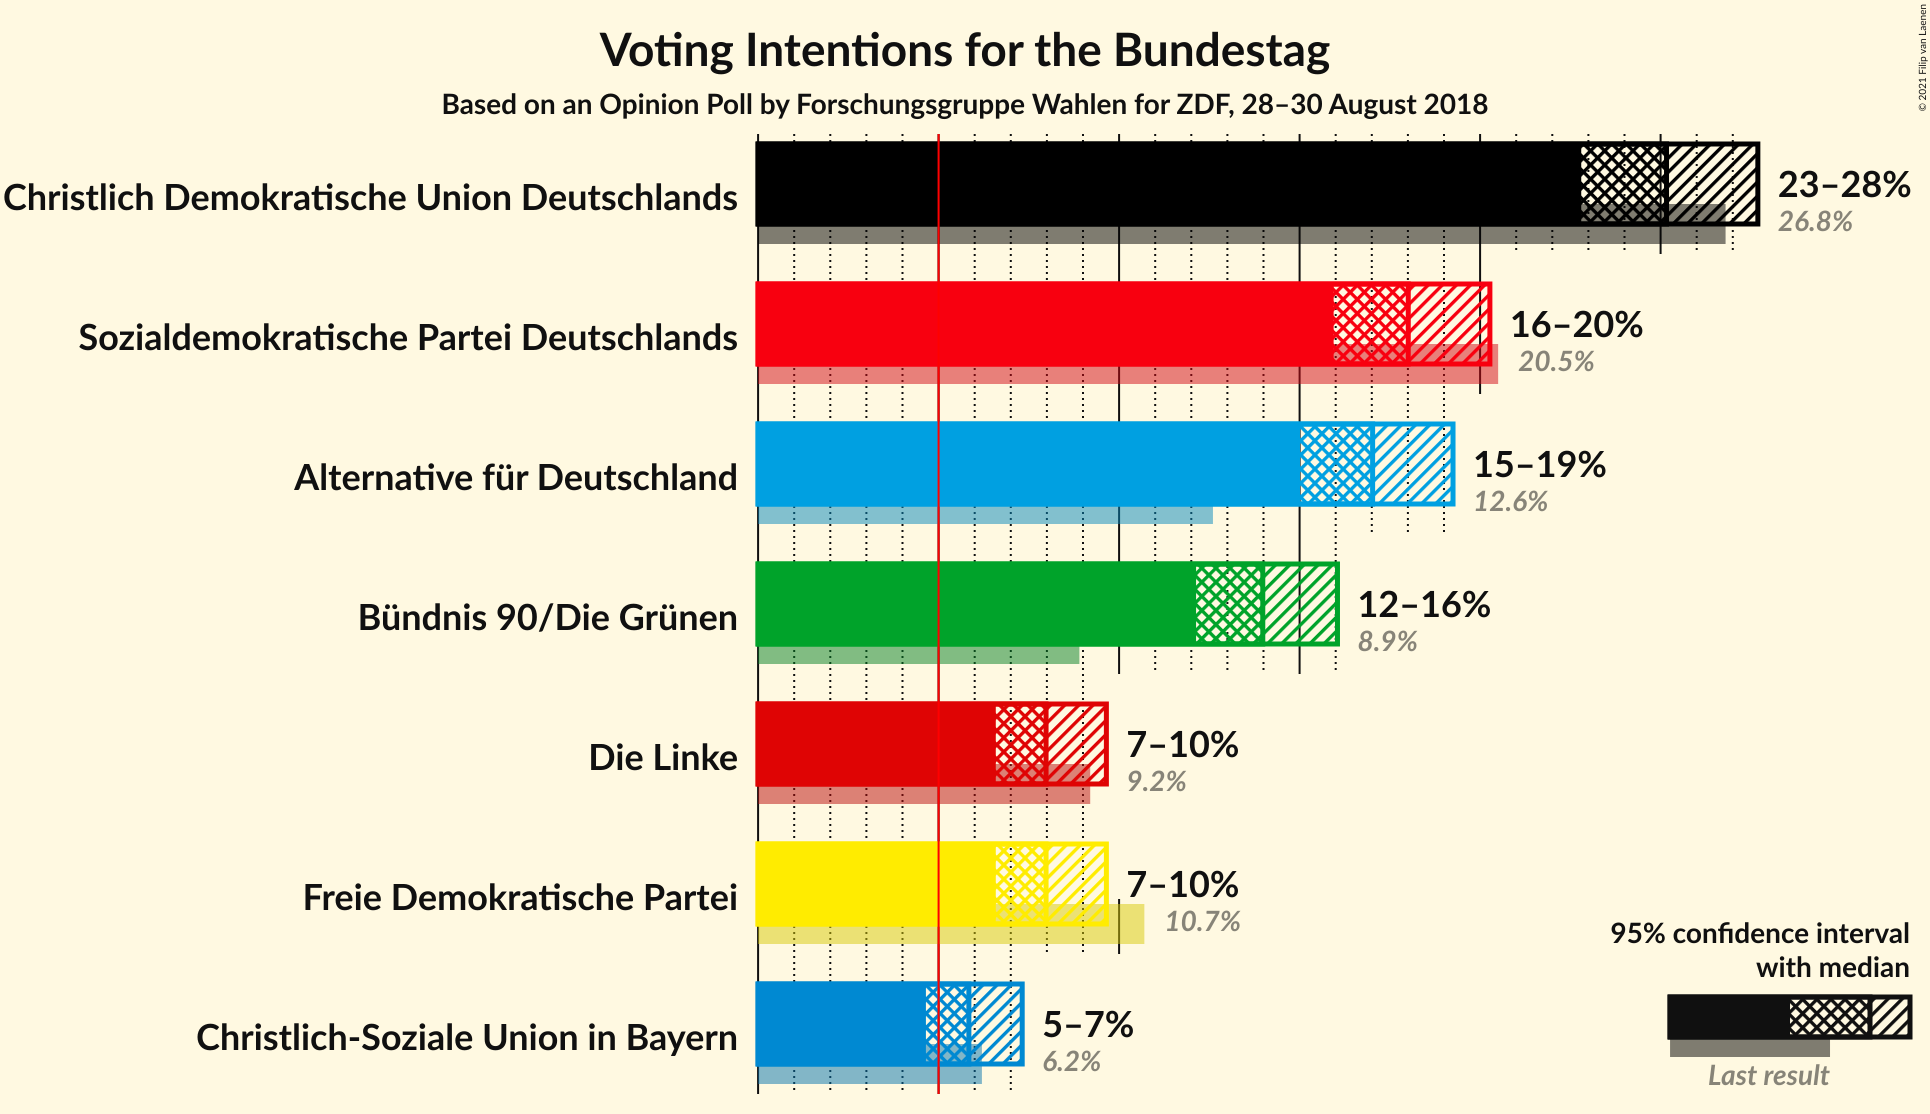 Voting Intentions for the Bundestag
Based on an Opinion Poll by Forschungsgruppe Wahlen for ZDF, 28–30 August 2018
© 2021 Filip van Laenen
Christlich Demokratische Union Deutschlands
23–28%
26.8%
Sozialdemokratische Partei Deutschlands
16–20%
20.5%
Alternative für Deutschland
15–19%
12.6%
Bündnis 90/Die Grünen
12–16%
8.9%
Die Linke
7–10%
9.2%
Freie Demokratische Partei
7–10%
10.7%
Christlich-Soziale Union in Bayern
5–7%
6.2%
95% confidence interval
with median
Last result